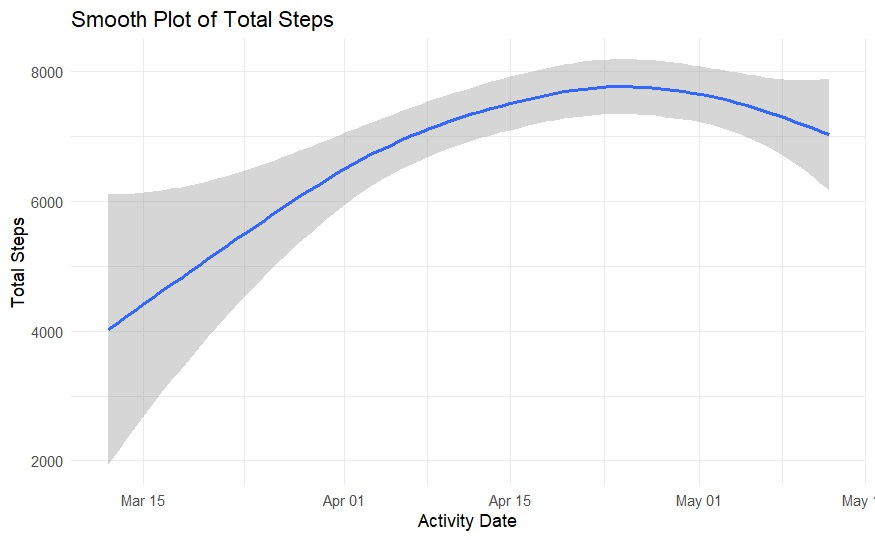 Smooth Plot of Total Steps
8000
6000
4000
2000
Total Steps
Mar 15 Apr 01 Apr 15 May 01 May
Activity Date